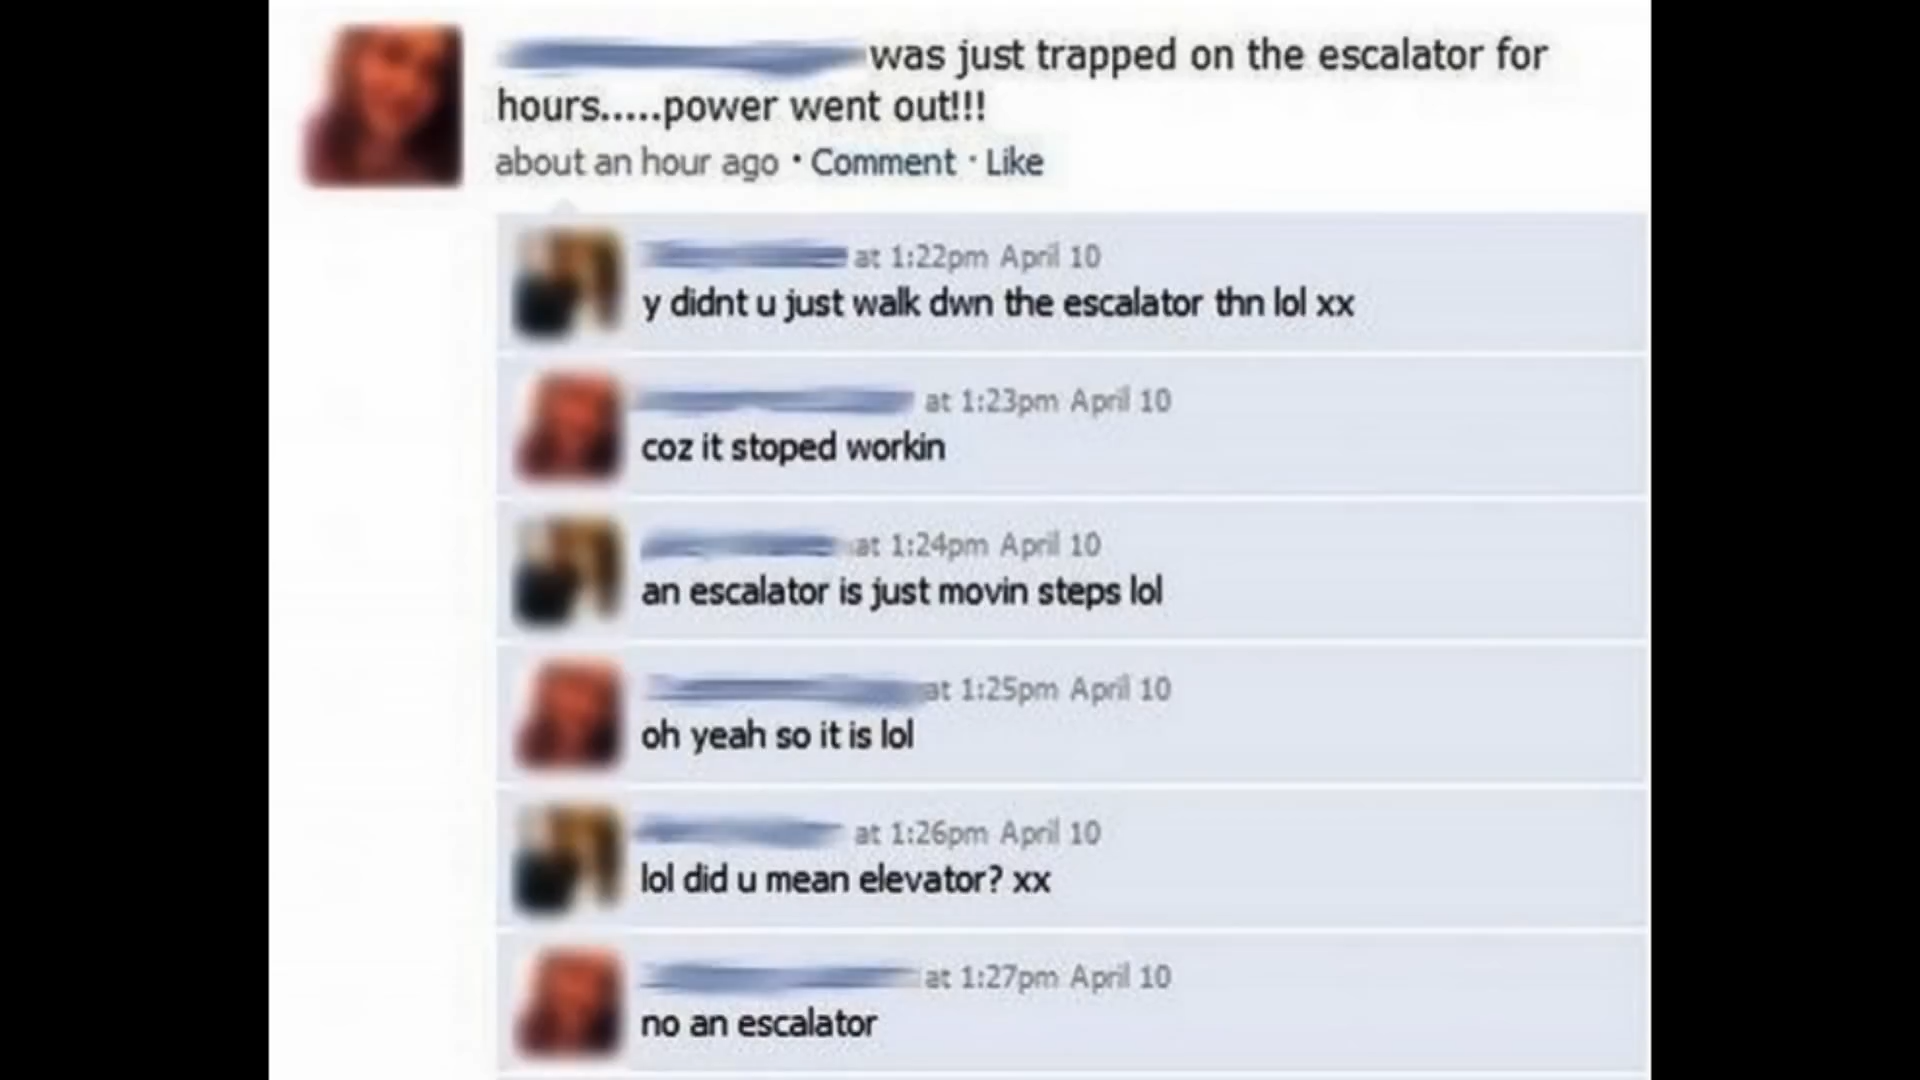 was just trapped on the escalator for
hours.....power went out!!!
about an hour ago · Comment · Like
at 1:22pm April 10
y didnt u just walk dwn the escalator thn lol xx
at 1:23pm April 10
coz it stoped workin
at 1:24pm April 10
an escalator is just movin steps lol
at 1:25pm April 10
oh yeah so it is lol
at 1:26pm April 10
lol did u mean elevator? xx
at 1:27pm April 10
no an escalator